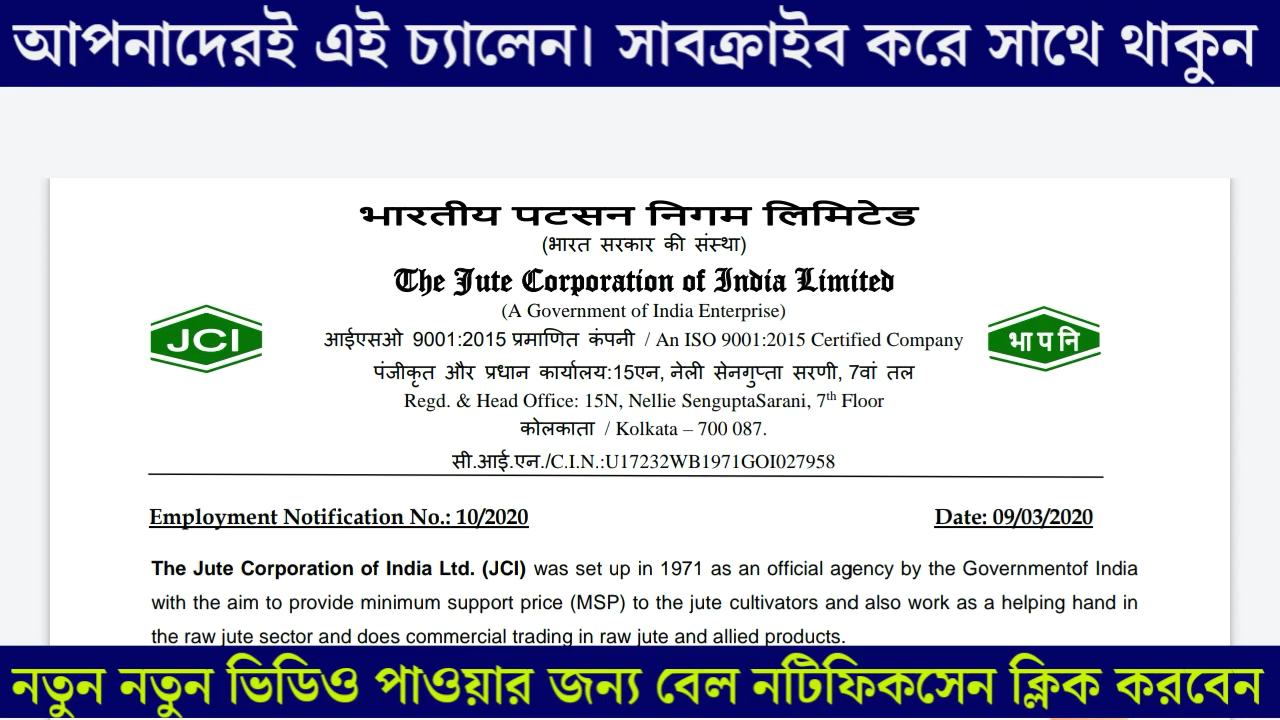 আপনাদেরই এই চ্যালেন। সাবক্রাইব করে সাথে থাকুন
भारतीय पटसन निगम लिमिटेड
(भारत सरकार की संस्था)
The Jute Corporation of India Limited
(A Government of India Enterprise)
JCI
भा प नि
आईएसओ 9001:2015 प्रमाणित कंपनी / An ISO 9001:2015 Certified Company
पंजीकृत और प्रधान कार्यालय:15एन, नेली सेनगुप्ता सरणी, 7वां तल
Regd. & Head Office: 15N, Nellie SenguptaSarani, 7th Floor
कोलकाता / Kolkata – 700 087.
सी.आई.एन./C.I.N.:U17232WB1971GOI027958
Employment Notification No.: 10/2020 Date: 09/03/2020
The Jute Corporation of India Ltd. (JCI) was set up in 1971 as an official agency by the Governmentof India
with the aim to provide minimum support price (MSP) to the jute cultivators and also work as a helping hand in
the raw jute sector and does commercial trading in raw jute and allied products.
নতুন নতুন ভিডিও পাওয়ার জন্য বেল নটিফিকসেন ক্লিক করবেন